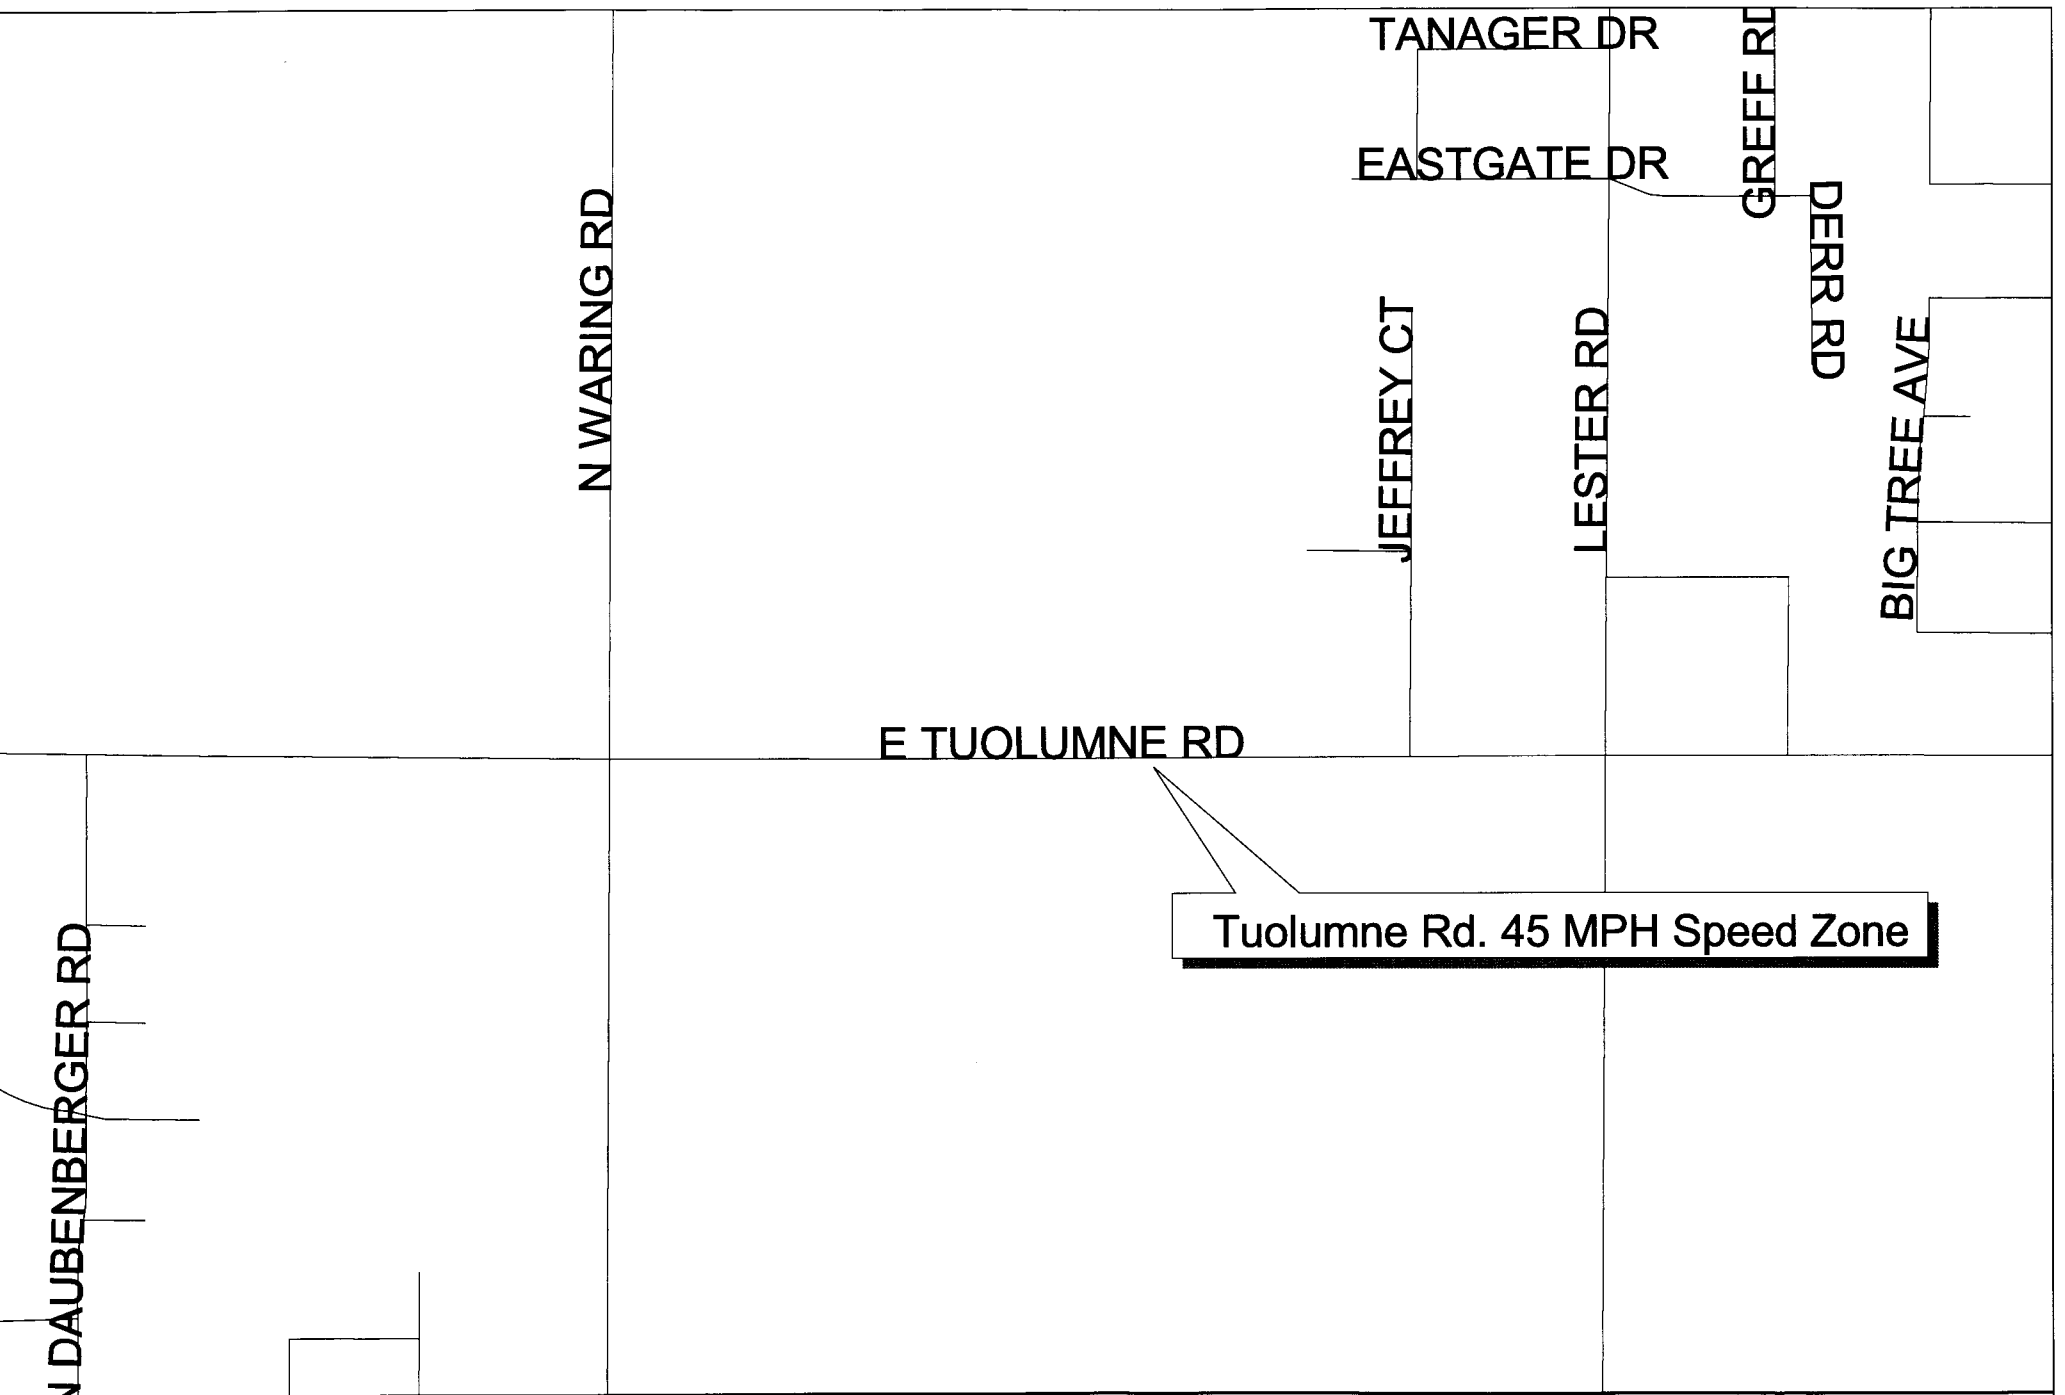 TANAGER DR
GREFF RD
EASTGATE DR
N WARING RD
DERR RD
JEFFREY CT
LESTER RD
BIG TREE AVE
E TUOLUMNE RD
Tuolumne Rd. 45 MPH Speed Zone
N DAUBENBERGER RD